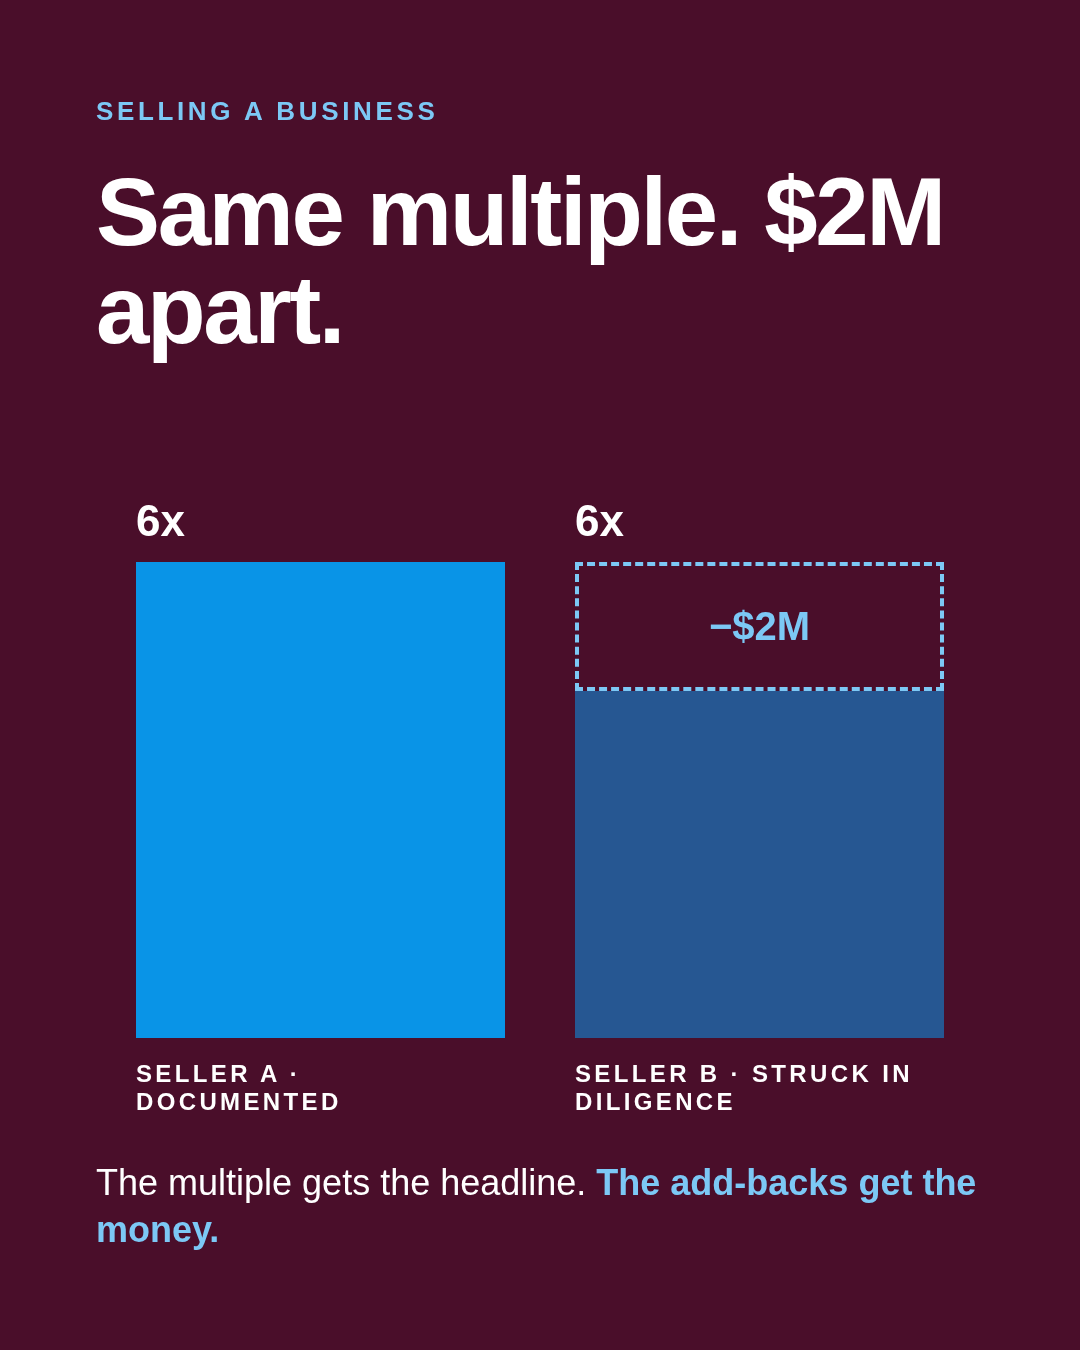 SELLING A BUSINESS
Same multiple. $2M
apart.
6x
6x
−$2M
SELLER A ·
DOCUMENTED
SELLER B · STRUCK IN
DILIGENCE
The multiple gets the headline. The add-backs get the
money.